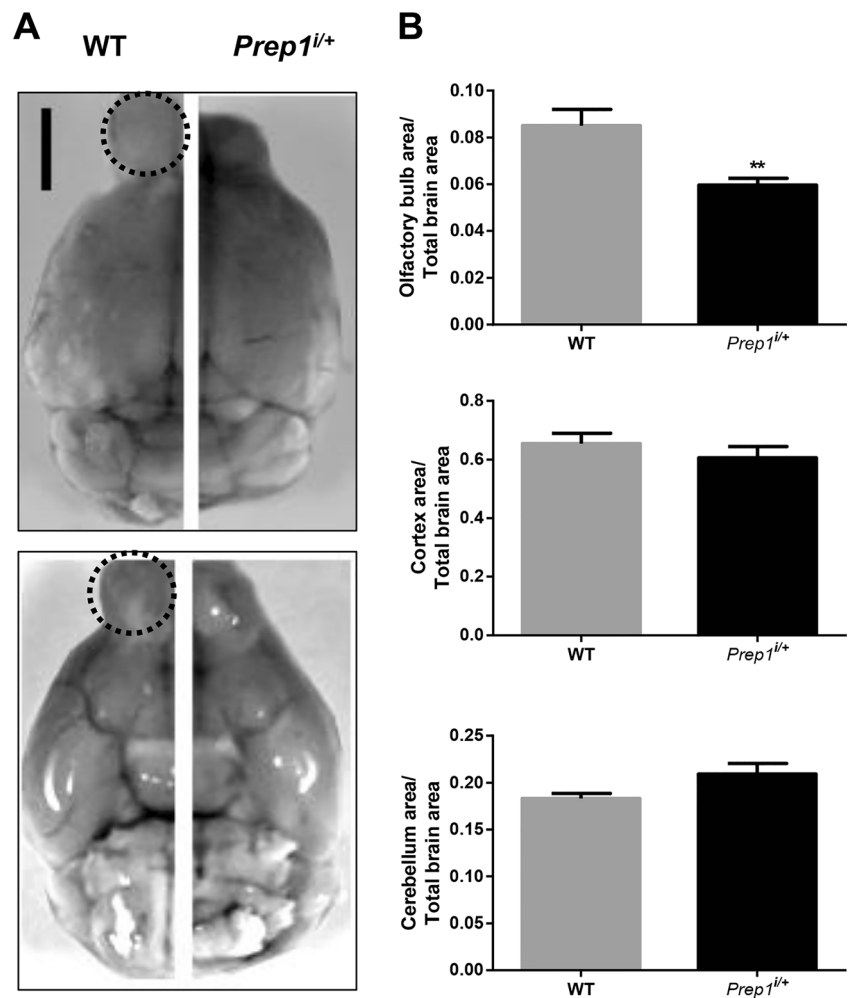 A
WT
Prep1i/+
B
Olfactory bulb area/
Total brain area
0.10
0.08
0.06
0.04
0.02
0.00
**
WT
Prep1i/+
Cortex area/
Total brain area
0.8
0.6
0.4
0.2
0.0
WT
Prep1i/+
Cerebellum area/
Total brain area
0.25
0.20
0.15
0.10
0.05
0.00
WT
Prep1i/+